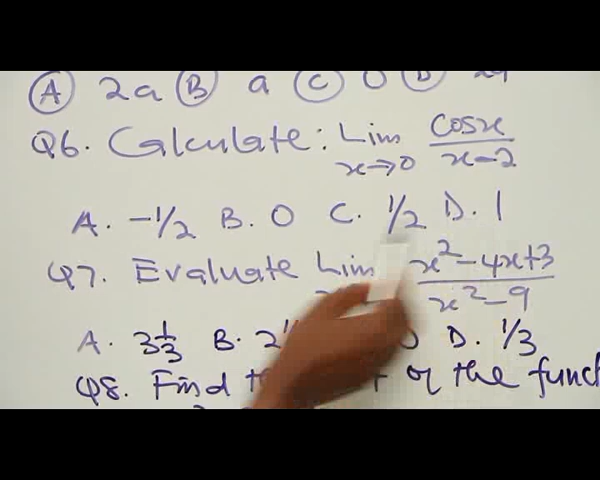 A 2a B a C 0 D
Q6. Calculate: Lim x→0 cosx/x-2
A. -1/2 B. 0 C. 1/2 D. 1
Q7. Evaluate Lim x²-4x+3/x²-9
A. 3 1/3 B. D. 1/3
Q8. Find of the